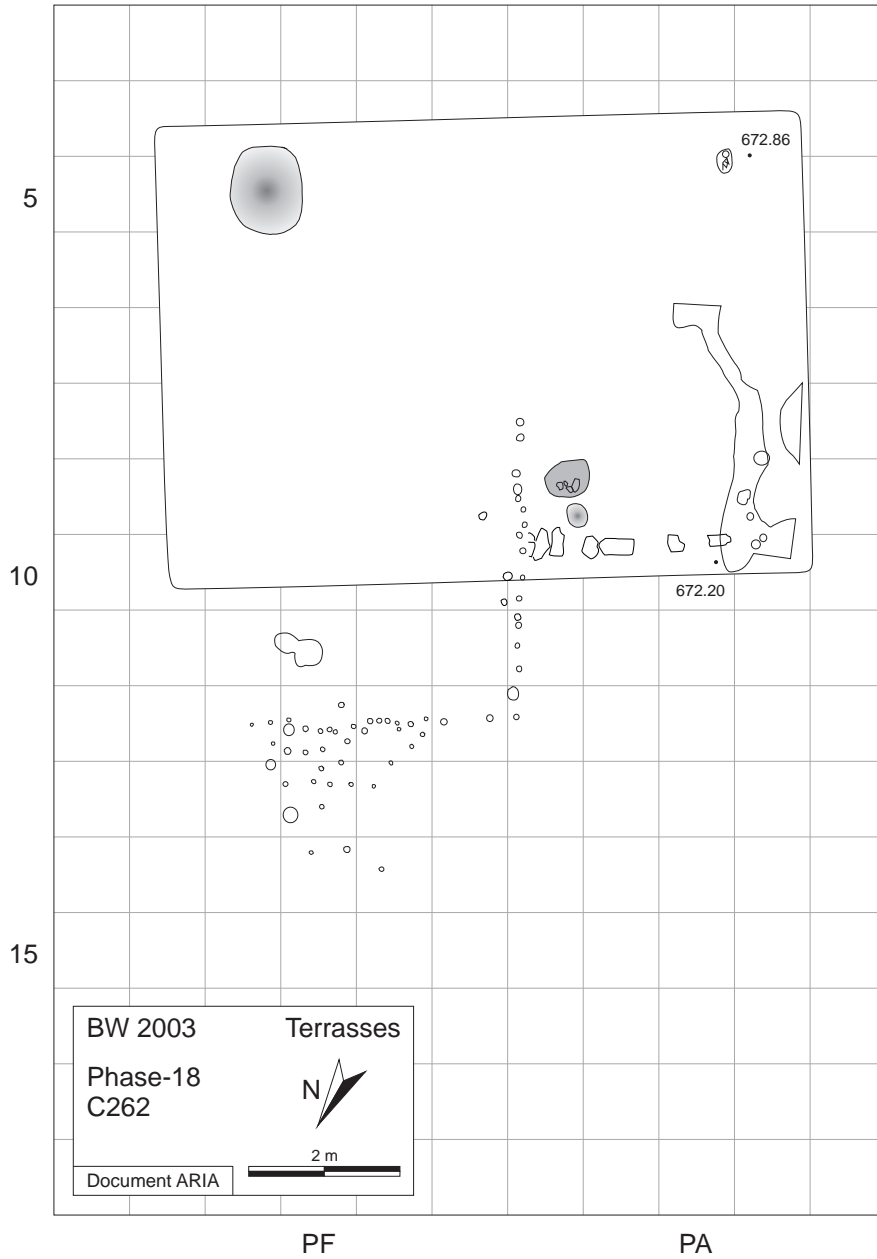 672.86
5
10
672.20
15
BW 2003 Terrasses
Phase-18
C262
N
2 m
Document ARIA
PF PA